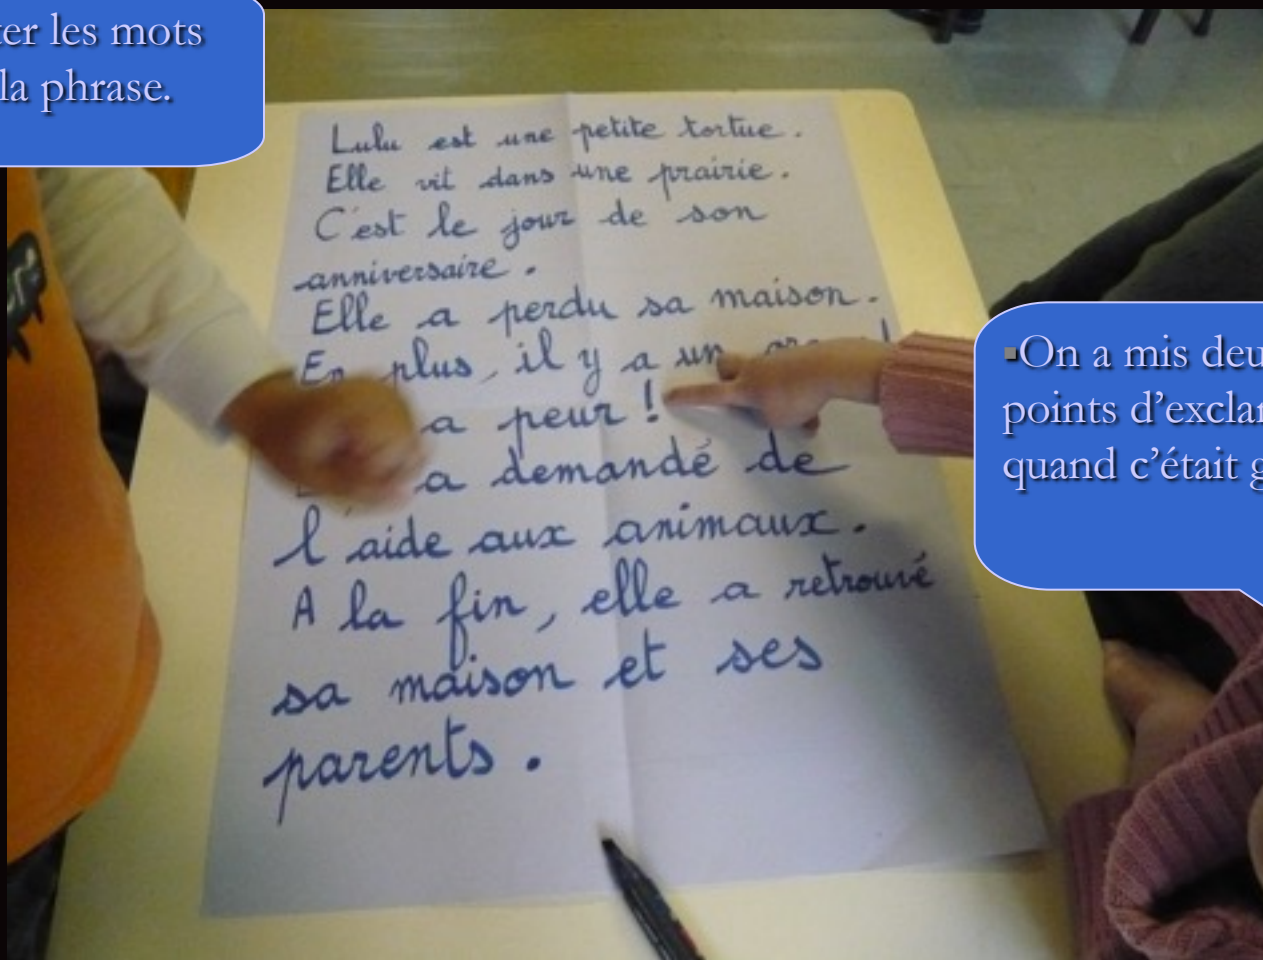 er les mots
la phrase.
Lulu est une petite tortue.
Elle vit dans une prairie.
C'est le jour de son
anniversaire.
Elle a perdu sa maison.
En plus, il y a un
a peur !
a demandé de
l'aide aux animaux.
A la fin, elle a retrouvé
sa maison et ses
parents.
▪On a mis deu
points d'exclar
quand c'était g